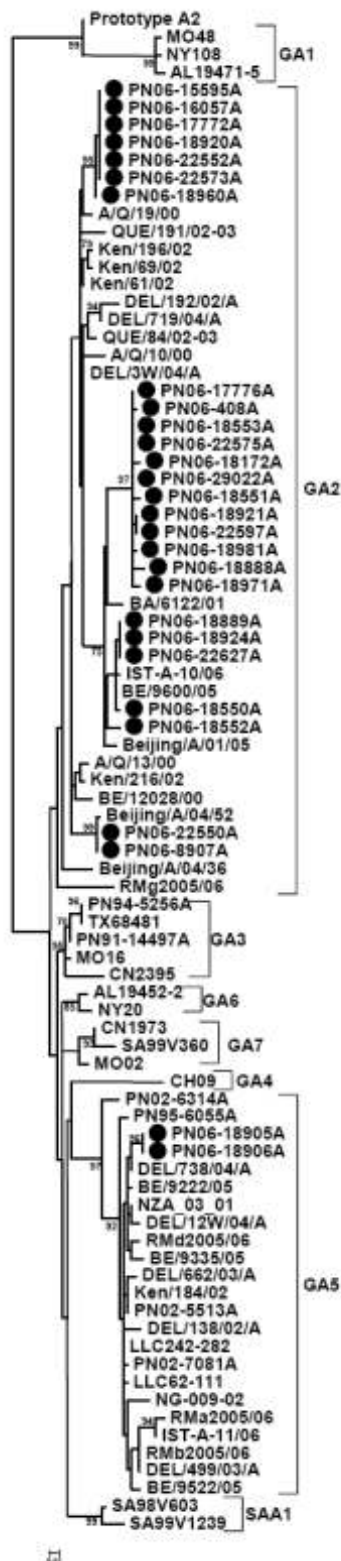 Prototype A2
MO48
NY108
AL19471-5
GA1
PN06-15595A
PN06-16057A
PN06-17772A
PN06-18920A
PN06-22552A
PN06-22573A
PN06-18960A
A/Q/19/00
QUE/191/02-03
Ken/196/02
Ken/69/02
Ken/61/02
DEL/192/02/A
DEL/719/04/A
QUE/84/02-03
A/Q/10/00
DEL/3W/04/A
PN06-17776A
PN06-408A
PN06-18553A
PN06-22575A
PN06-18172A
PN06-29022A
GA2
PN06-18551A
PN06-18921A
PN06-22597A
PN06-18981A
PN06-18888A
PN06-18971A
BA/6122/01
PN06-18889A
PN06-18924A
PN06-22627A
IST-A-10/06
BE/9600/05
PN06-18550A
PN06-18552A
Beijing/A/01/05
A/Q/13/00
Ken/216/02
BE/12028/00
Beijing/A/04/52
PN06-22550A
PN06-8907A
Beijing/A/04/36
RMg2005/06
PN94-5256A
TX68481
PN91-14497A
GA3
MO16
CN2395
AL19452-2
GA6
NY20
CN1973
SA99V360
GA7
MO02
CH09
GA4
PN02-6314A
PN95-6055A
PN06-18905A
PN06-18906A
DEL/738/04/A
BE/9222/05
NZA_03_01
DEL/12W/04/A
RMd2005/06
BE/9335/05
DEL/662/03/A
GA5
Ken/184/02
PN02-5513A
DEL/138/02/A
LLC242-282
PN02-7081A
LLC62-111
NG-009-02
RMa2005/06
IST-A-11/06
RMb2005/06
DEL/499/03/A
BE/9522/05
SA98V603
SAA1
SA99V1239